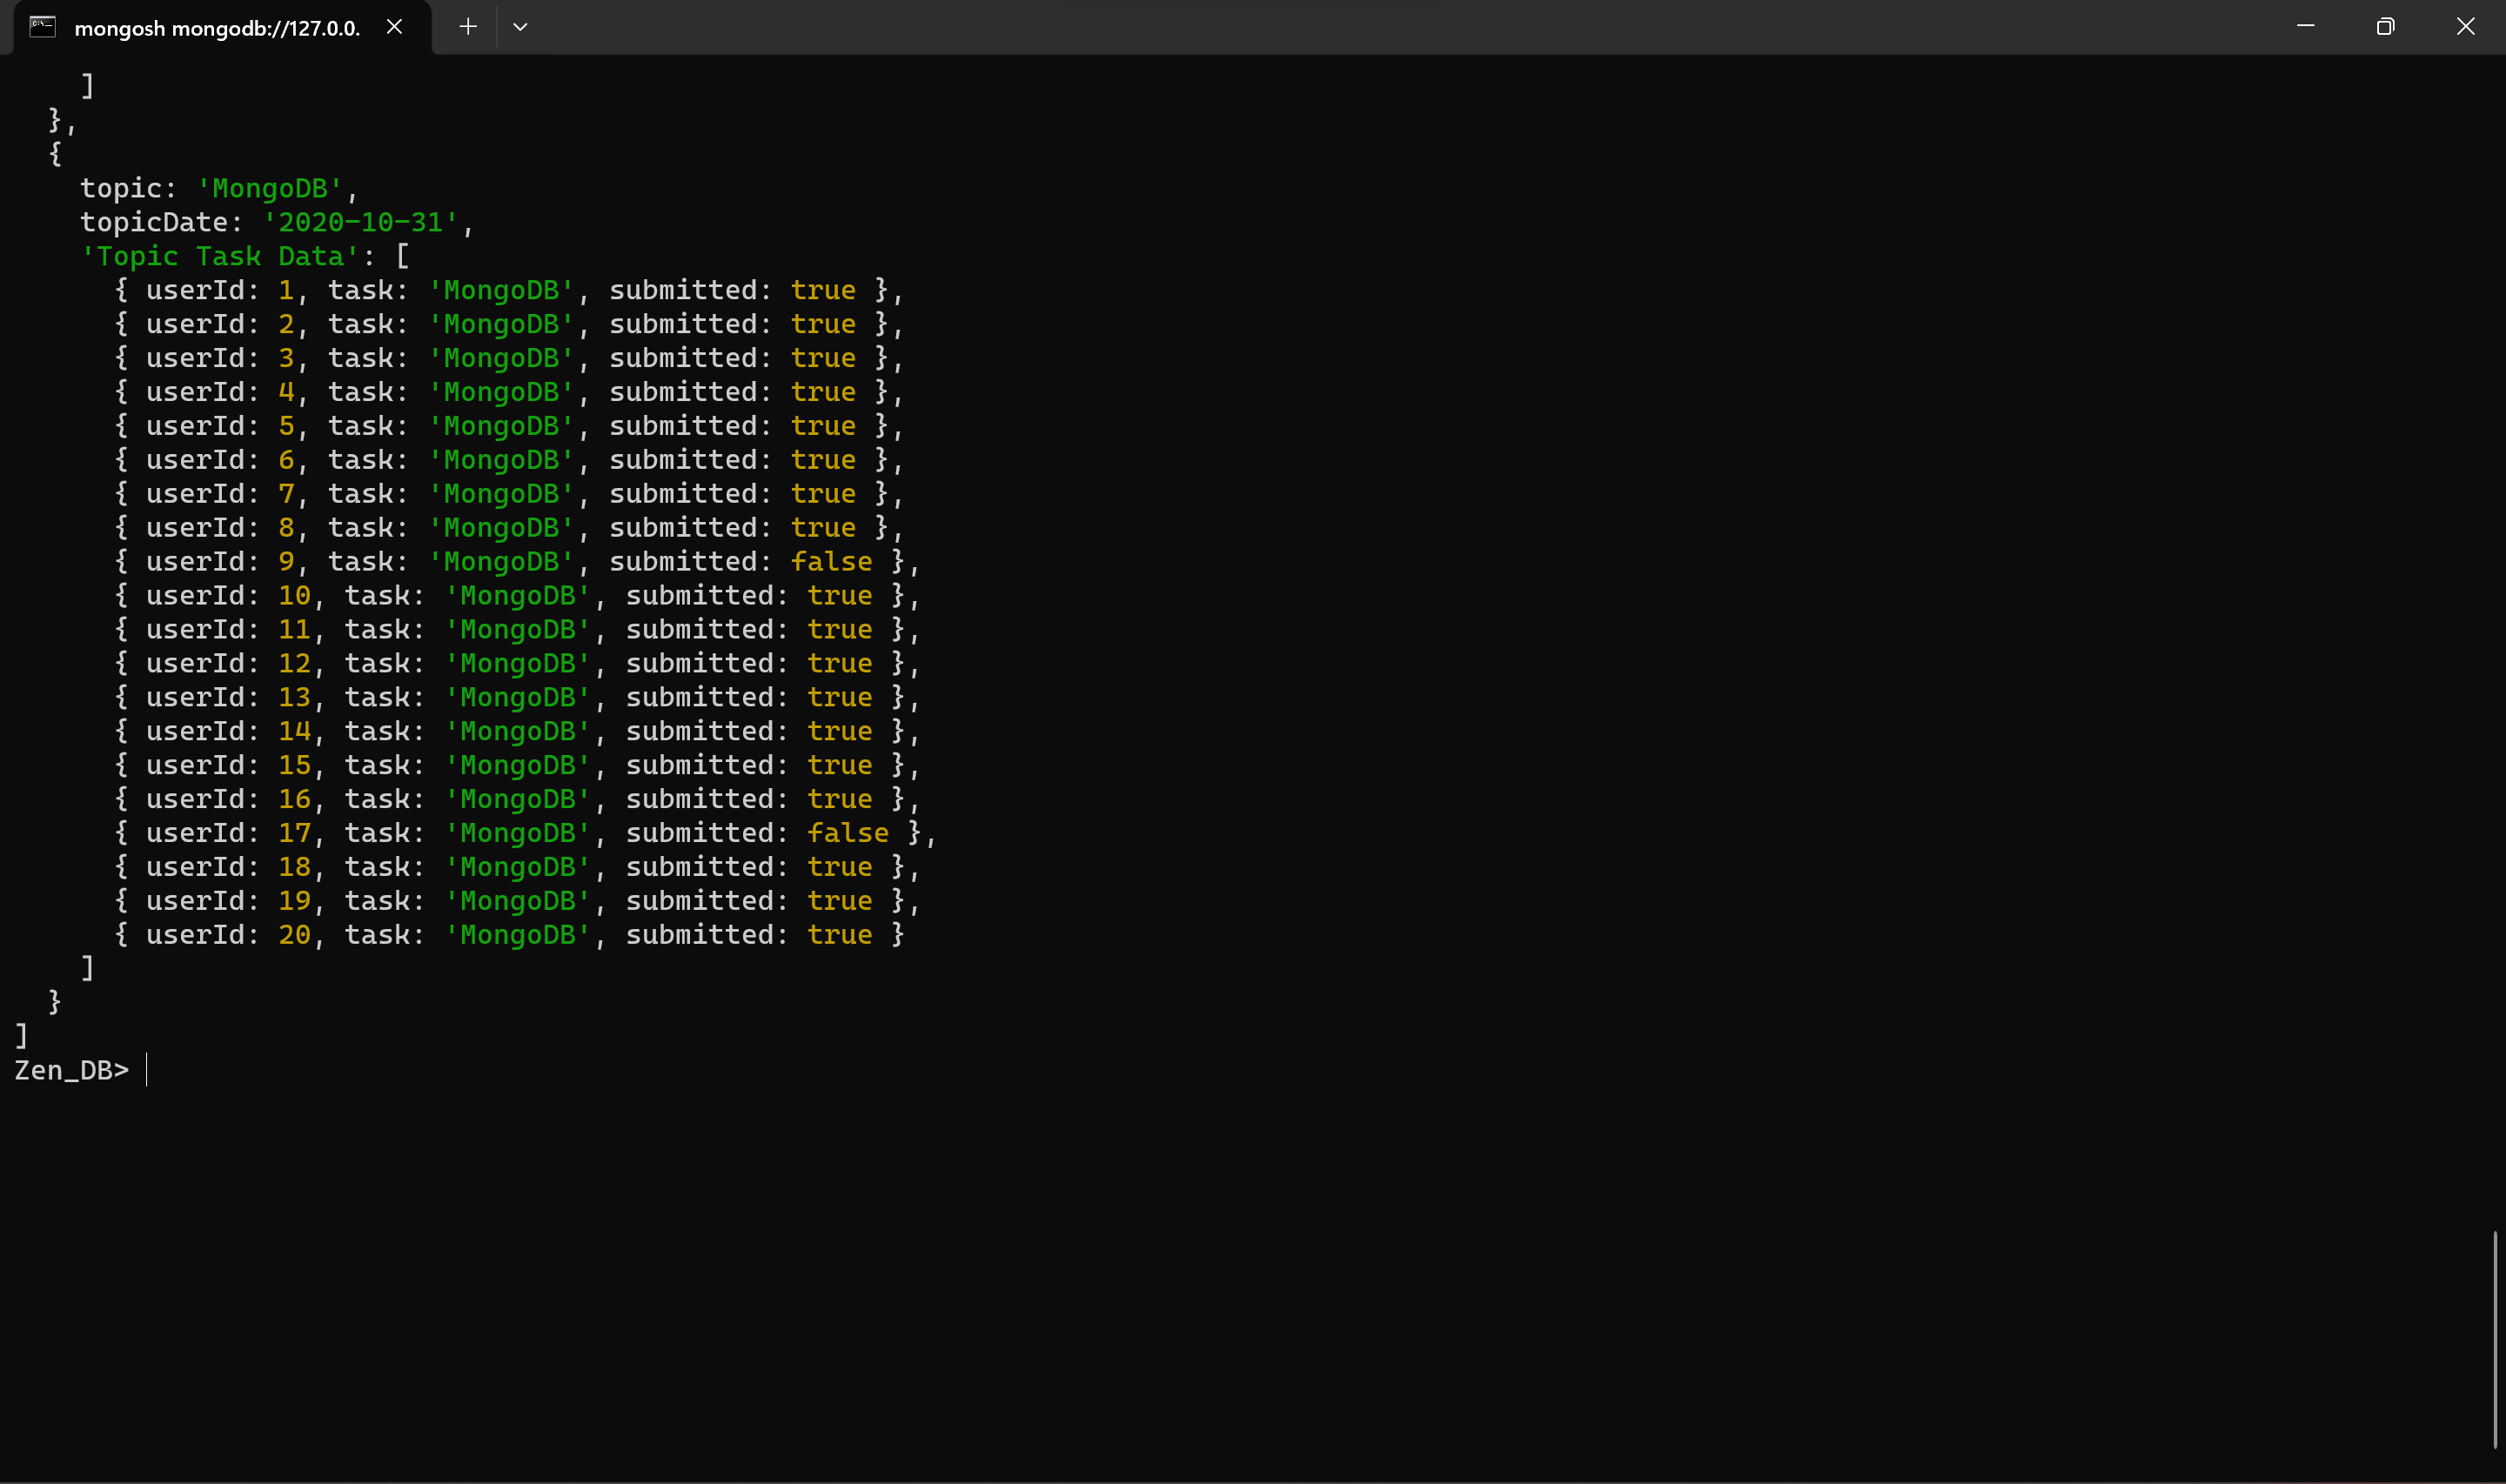 mongosh mongodb://127.0.0.
    ]
  },
  {
    topic: 'MongoDB',
    topicDate: '2020-10-31',
    'Topic Task Data': [
      { userId: 1, task: 'MongoDB', submitted: true },
      { userId: 2, task: 'MongoDB', submitted: true },
      { userId: 3, task: 'MongoDB', submitted: true },
      { userId: 4, task: 'MongoDB', submitted: true },
      { userId: 5, task: 'MongoDB', submitted: true },
      { userId: 6, task: 'MongoDB', submitted: true },
      { userId: 7, task: 'MongoDB', submitted: true },
      { userId: 8, task: 'MongoDB', submitted: true },
      { userId: 9, task: 'MongoDB', submitted: false },
      { userId: 10, task: 'MongoDB', submitted: true },
      { userId: 11, task: 'MongoDB', submitted: true },
      { userId: 12, task: 'MongoDB', submitted: true },
      { userId: 13, task: 'MongoDB', submitted: true },
      { userId: 14, task: 'MongoDB', submitted: true },
      { userId: 15, task: 'MongoDB', submitted: true },
      { userId: 16, task: 'MongoDB', submitted: true },
      { userId: 17, task: 'MongoDB', submitted: false },
      { userId: 18, task: 'MongoDB', submitted: true },
      { userId: 19, task: 'MongoDB', submitted: true },
      { userId: 20, task: 'MongoDB', submitted: true }
    ]
  }
]
Zen_DB>